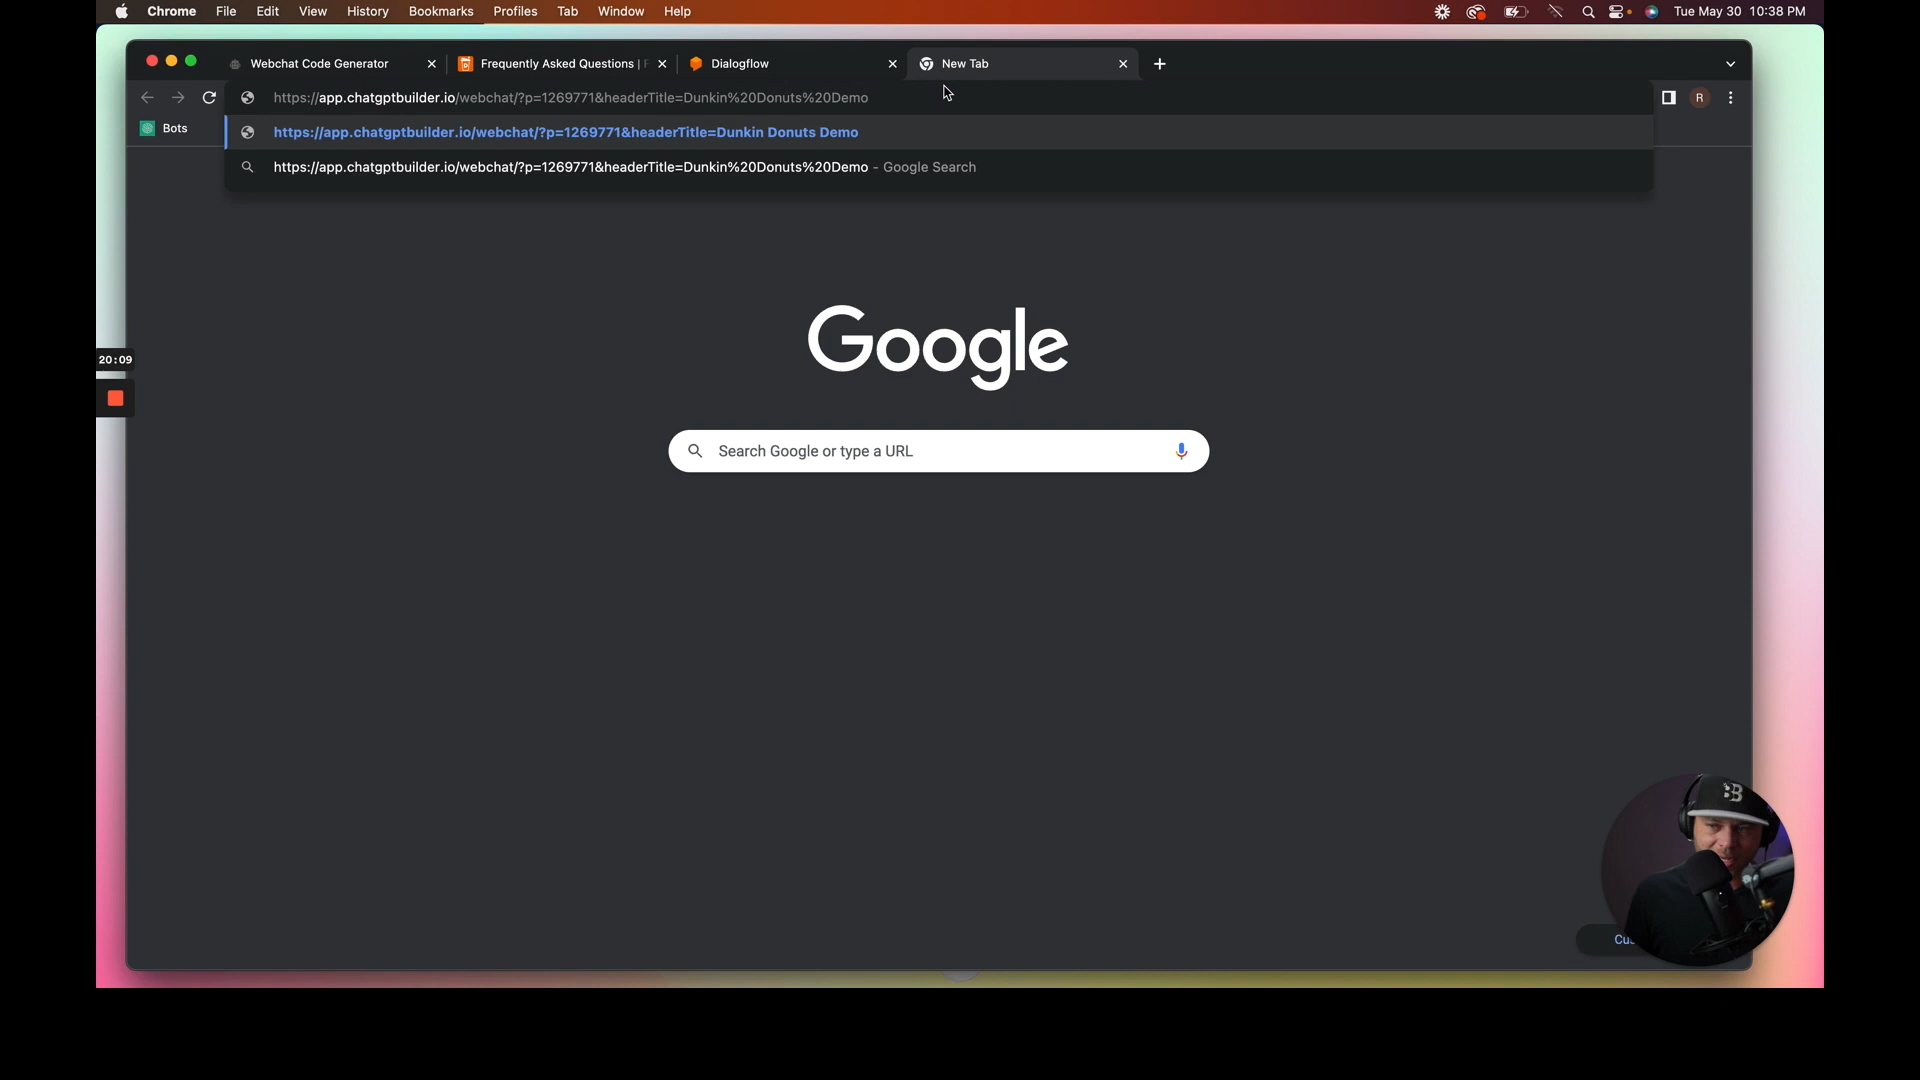 Chrome File Edit View History Bookmarks Profiles Tab Window Help Tue May 30 10:38 PM
Webchat Code Generator Frequently Asked Questions | Dialogflow New Tab
https://app.chatgptbuilder.io/webchat/?p=1269771&headerTitle=Dunkin%20Donuts%20Demo R
Bots https://app.chatgptbuilder.io/webchat/?p=1269771&headerTitle=Dunkin Donuts Demo
https://app.chatgptbuilder.io/webchat/?p=1269771&headerTitle=Dunkin%20Donuts%20Demo - Google Search
Google
20:09
Search Google or type a URL
B